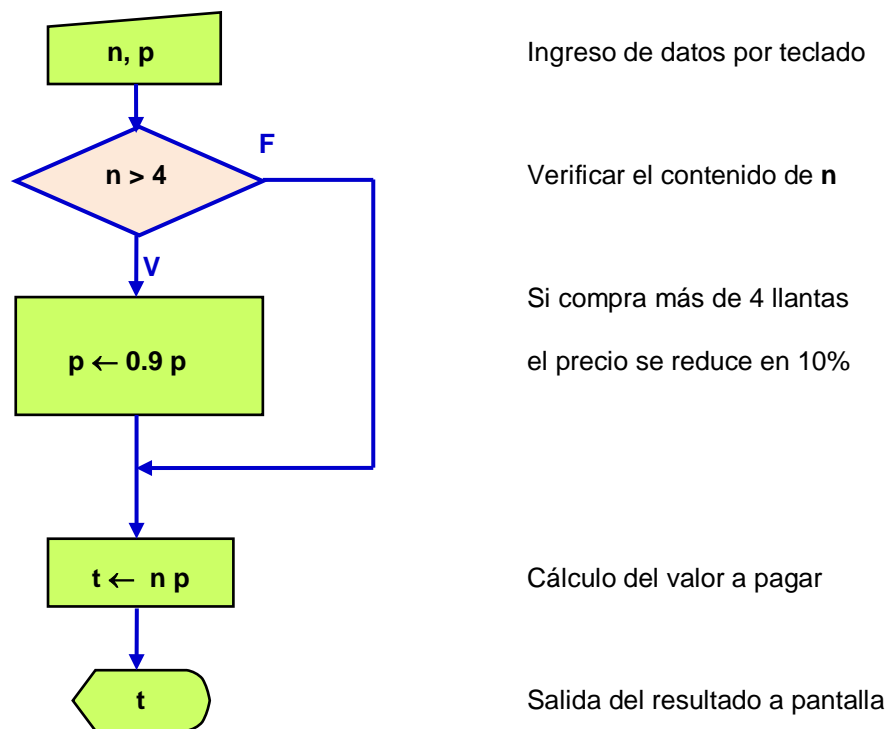 n, p
Ingreso de datos por teclado
F
n > 4
Verificar el contenido de n
V
Si compra más de 4 llantas
p ← 0.9 p
el precio se reduce en 10%
t ← n p
Cálculo del valor a pagar
t
Salida del resultado a pantalla